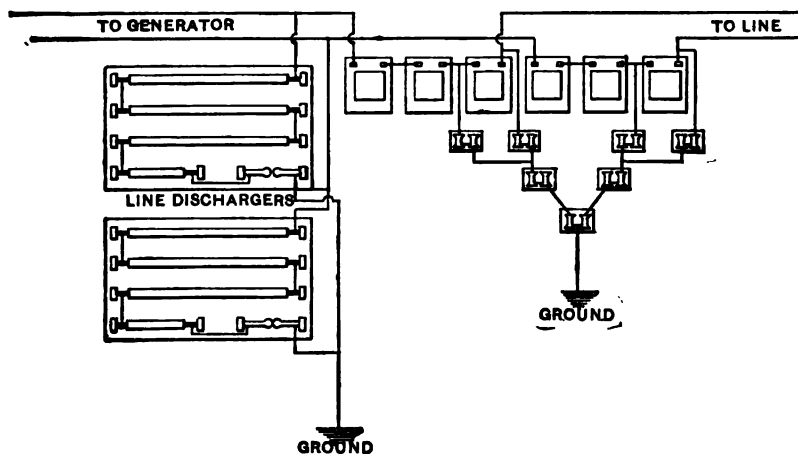 TO GENERATOR
TO LINE
LINE DISCHARGERS
GROUND
GROUND